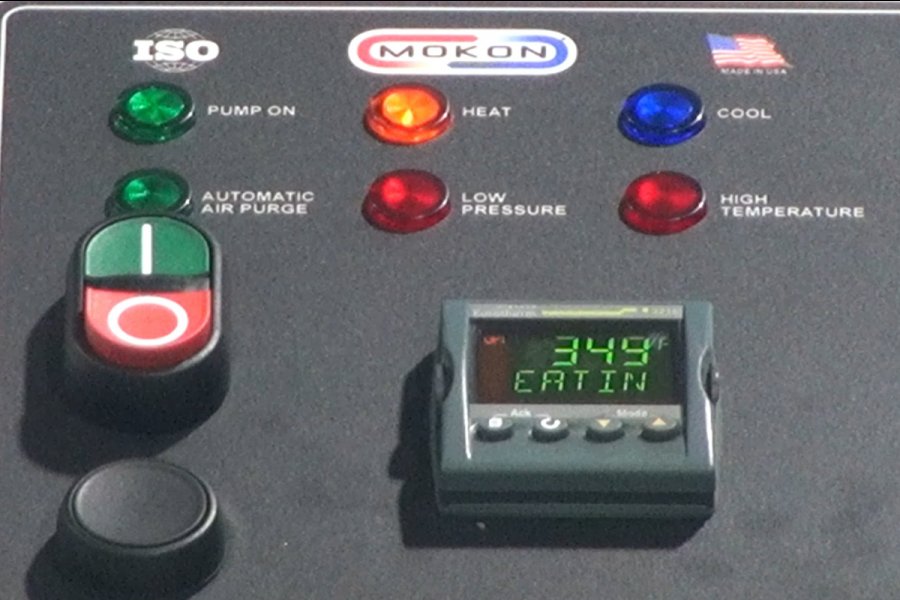 ISO
MOKON
MADE IN USA
PUMP ON
HEAT
COOL
AUTOMATIC
AIR PURGE
LOW
PRESSURE
HIGH
TEMPERATURE
349
°F
EATIN
Ack
Mode